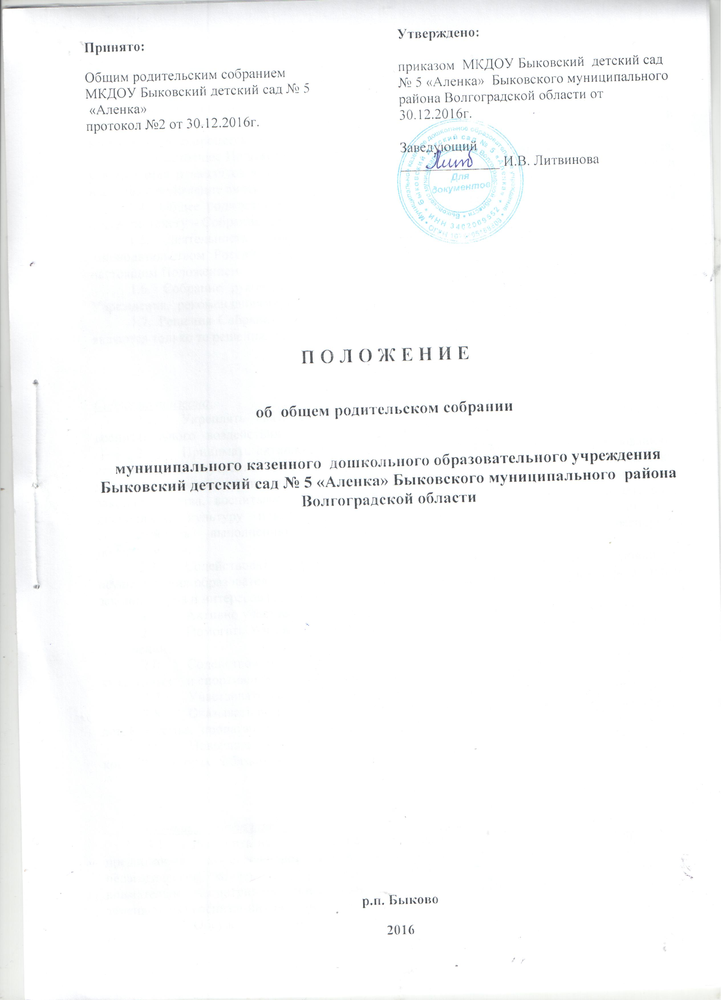 Принято:
Общим родительским собранием
МКДОУ Быковский детский сад № 5
«Аленка»
протокол №2 от 30.12.2016г.
Утверждено:
приказом МКДОУ Быковский детский сад
№ 5 «Аленка» Быковского муниципального
района Волгоградской области от
30.12.2016г.
Заведующий
И.В. Литвинова
Муниципальное казенное дошкольное образовательное учреждение
Быковский детский сад № 5 «Аленка»
ИНН 3402009552
Быковского муниципального района Волгоградской области
Для
документов
П О Л О Ж Е Н И Е
об общем родительском собрании
муниципального казенного дошкольного образовательного учреждения
Быковский детский сад № 5 «Аленка» Быковского муниципального района
Волгоградской области
р.п. Быково
2016